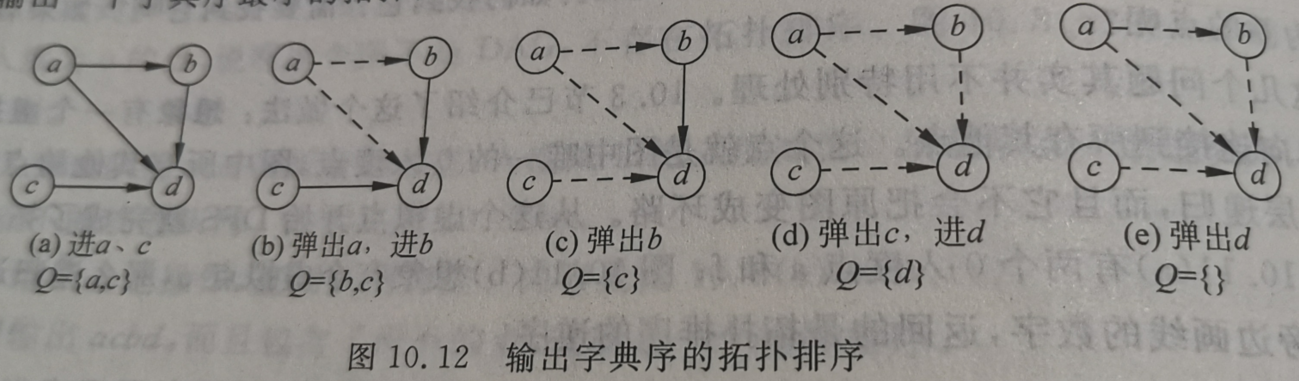 a b a b a b a b a b
c d c d c d c d c d
(a) 进a、c (b) 弹出a，进b (c) 弹出b (d) 弹出c，进d (e) 弹出d
Q={a,c} Q={b,c} Q={c} Q={d} Q={}
图 10.12 输出字典序的拓扑排序